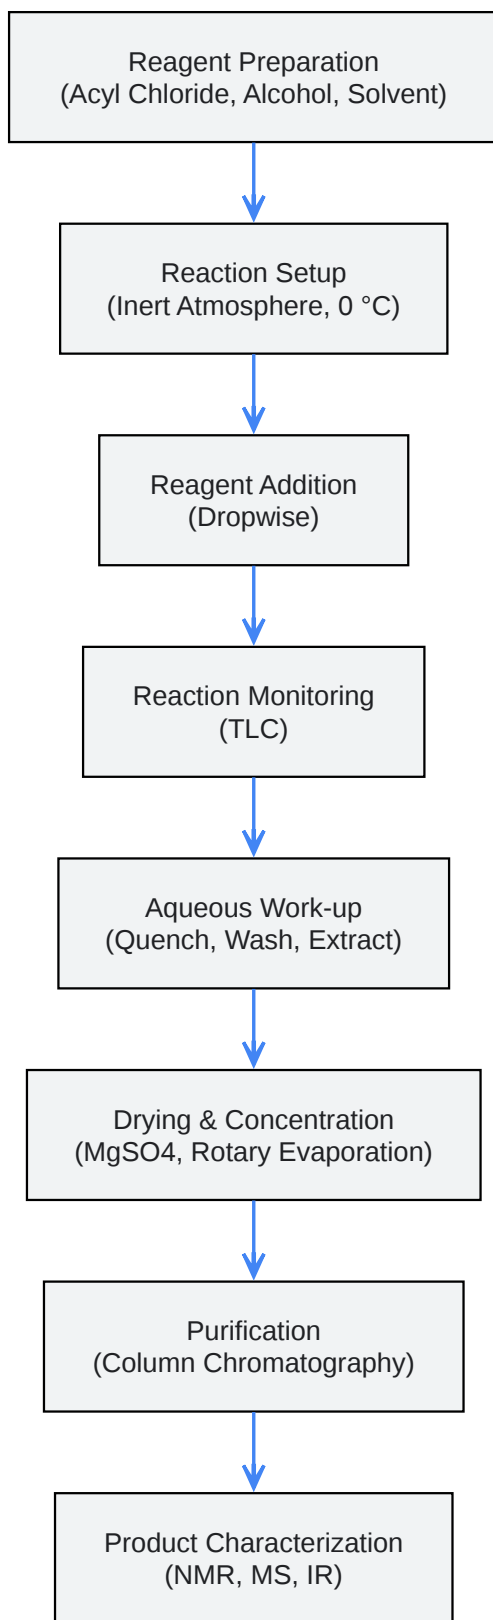 Reagent Preparation
(Acyl Chloride, Alcohol, Solvent)
Reaction Setup
(Inert Atmosphere, 0 °C)
Reagent Addition
(Dropwise)
Reaction Monitoring
(TLC)
Aqueous Work-up
(Quench, Wash, Extract)
Drying & Concentration
(MgSO4, Rotary Evaporation)
Purification
(Column Chromatography)
Product Characterization
(NMR, MS, IR)